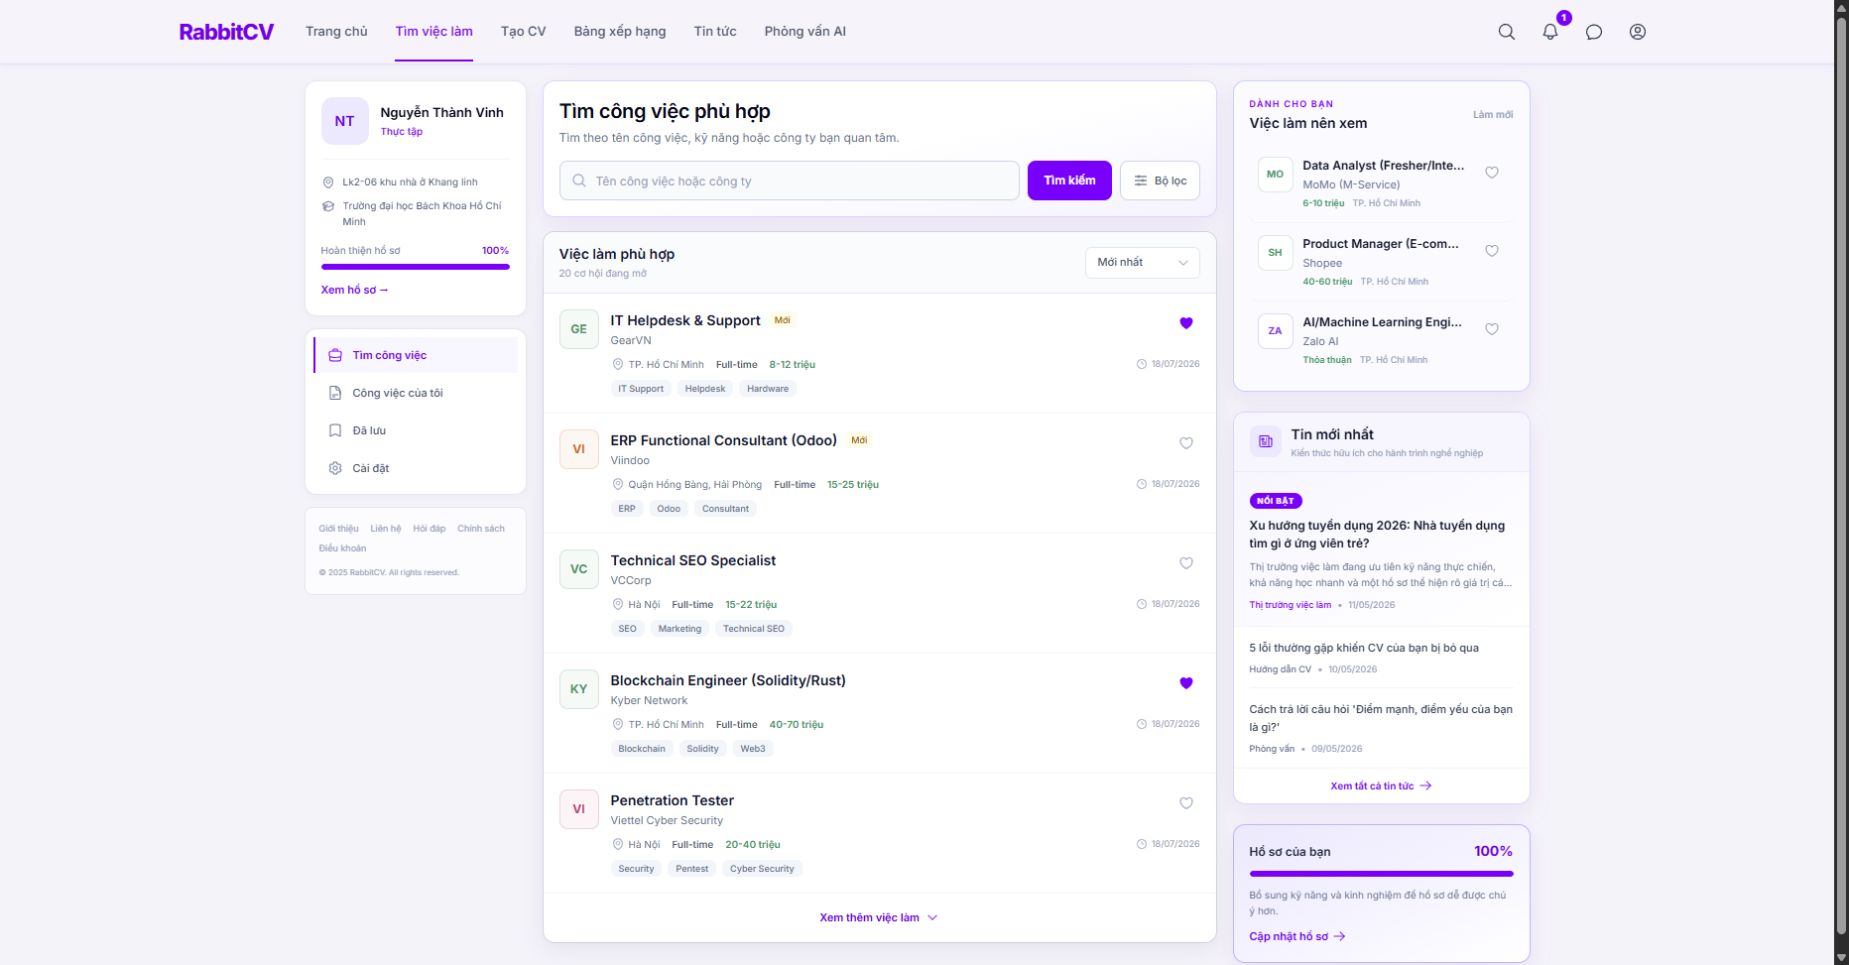 RabbitCV
Trang chủ
Tìm việc làm
Tạo CV
Bảng xếp hạng
Tin tức
Phỏng vấn AI
1
NT
Nguyễn Thành Vinh
Thực tập
Lk2-06 khu nhà ở Khang linh
Trường đại học Bách Khoa Hồ Chí
Minh
Hoàn thiện hồ sơ
100%
Xem hồ sơ →
Tìm công việc
Công việc của tôi
Đã lưu
Cài đặt
Giới thiệu
Liên hệ
Hỏi đáp
Chính sách
Điều khoản
© 2025 RabbitCV. All rights reserved.
Tìm công việc phù hợp
Tìm theo tên công việc, kỹ năng hoặc công ty bạn quan tâm.
Tên công việc hoặc công ty
Tìm kiếm
Bộ lọc
Việc làm phù hợp
20 cơ hội đang mở
Mới nhất
GE
IT Helpdesk & Support
Mới
GearVN
TP. Hồ Chí Minh
Full-time
8-12 triệu
18/07/2026
IT Support
Helpdesk
Hardware
VI
ERP Functional Consultant (Odoo)
Mới
Viindoo
Quận Hồng Bàng, Hải Phòng
Full-time
15-25 triệu
18/07/2026
ERP
Odoo
Consultant
VC
Technical SEO Specialist
VCCorp
Hà Nội
Full-time
15-22 triệu
18/07/2026
SEO
Marketing
Technical SEO
KY
Blockchain Engineer (Solidity/Rust)
Kyber Network
TP. Hồ Chí Minh
Full-time
40-70 triệu
18/07/2026
Blockchain
Solidity
Web3
VI
Penetration Tester
Viettel Cyber Security
Hà Nội
Full-time
20-40 triệu
18/07/2026
Security
Pentest
Cyber Security
Xem thêm việc làm
DÀNH CHO BẠN
Việc làm nên xem
Làm mới
MO
Data Analyst (Fresher/Inte...
MoMo (M-Service)
6-10 triệu
TP. Hồ Chí Minh
SH
Product Manager (E-com...
Shopee
40-60 triệu
TP. Hồ Chí Minh
ZA
AI/Machine Learning Engi...
Zalo AI
Thỏa thuận
TP. Hồ Chí Minh
Tin mới nhất
Kiến thức hữu ích cho hành trình nghề nghiệp
NỔI BẬT
Xu hướng tuyển dụng 2026: Nhà tuyển dụng
tìm gì ở ứng viên trẻ?
Thị trường việc làm đang ưu tiên kỹ năng thực chiến,
khả năng học nhanh và một hồ sơ thể hiện rõ giá trị cá...
Thị trường việc làm • 11/05/2026
5 lỗi thường gặp khiến CV của bạn bị bỏ qua
Hướng dẫn CV • 10/05/2026
Cách trả lời câu hỏi 'Điểm mạnh, điểm yếu của bạn
là gì?'
Phỏng vấn • 09/05/2026
Xem tất cả tin tức →
Hồ sơ của bạn
100%
Bổ sung kỹ năng và kinh nghiệm để hồ sơ dễ được chú
ý hơn.
Cập nhật hồ sơ →